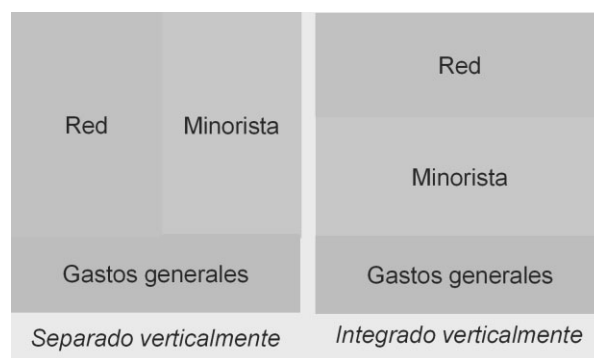 Red
Minorista
Gastos generales
Separado verticalmente
Red
Minorista
Gastos generales
Integrado verticalmente